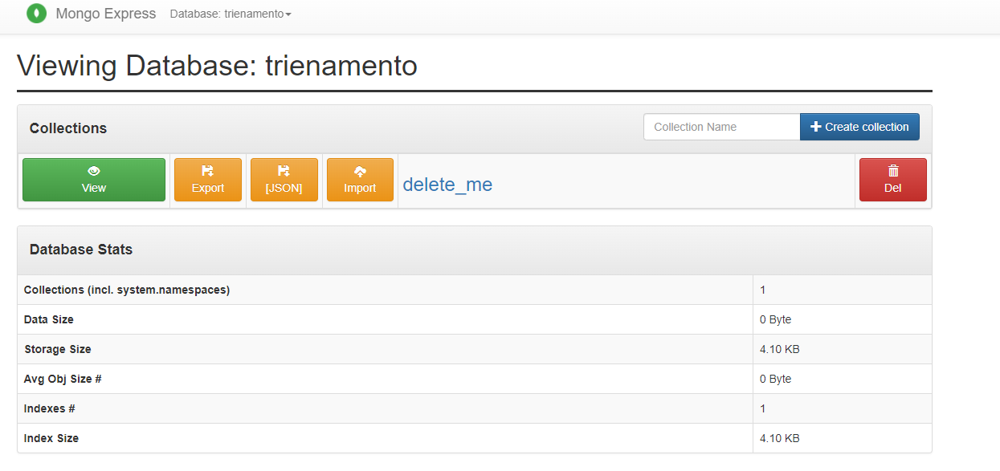 Mongo Express Database: trienamento
Viewing Database: trienamento
Collections Collection Name Create collection
View Export [JSON] Import delete_me Del
Database Stats
Collections (incl. system.namespaces) 1
Data Size 0 Byte
Storage Size 4.10 KB
Avg Obj Size # 0 Byte
Indexes # 1
Index Size 4.10 KB